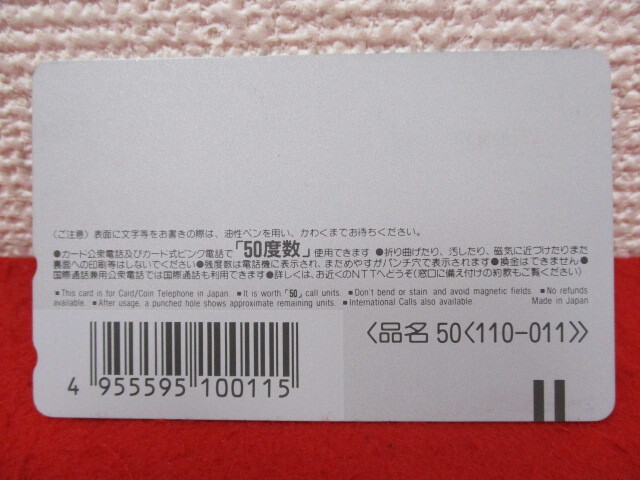 〈ご注意〉表面に文字等をお書きの際は、油性ペンを用い、かわくまでお待ちください。
●カード公衆電話及びカード式ピンク電話で「50度数」使用できます ●折り曲げたり、汚したり、磁気に近づけたりまた
裏面への印刷等はしないでください●残度数は電話機に表示され、まためやすがパンチ穴で表示されます●換金はできません●
国際通話兼用公衆電話では国際通話も利用できます●詳しくは、お近くのNTTへどうぞ(窓口に備え付けの約款もご覧ください)
■This card is for Card/Coin Telephone in Japan. ■It is worth「50」call units. ■Don't bend or stain and avoid magnetic fields ■No refunds
available. ■After usage, a punched hole shows approximate remaining units. ■International Calls also available Made in Japan
〈品名 50〈110-011〉〉
4 955595 100115